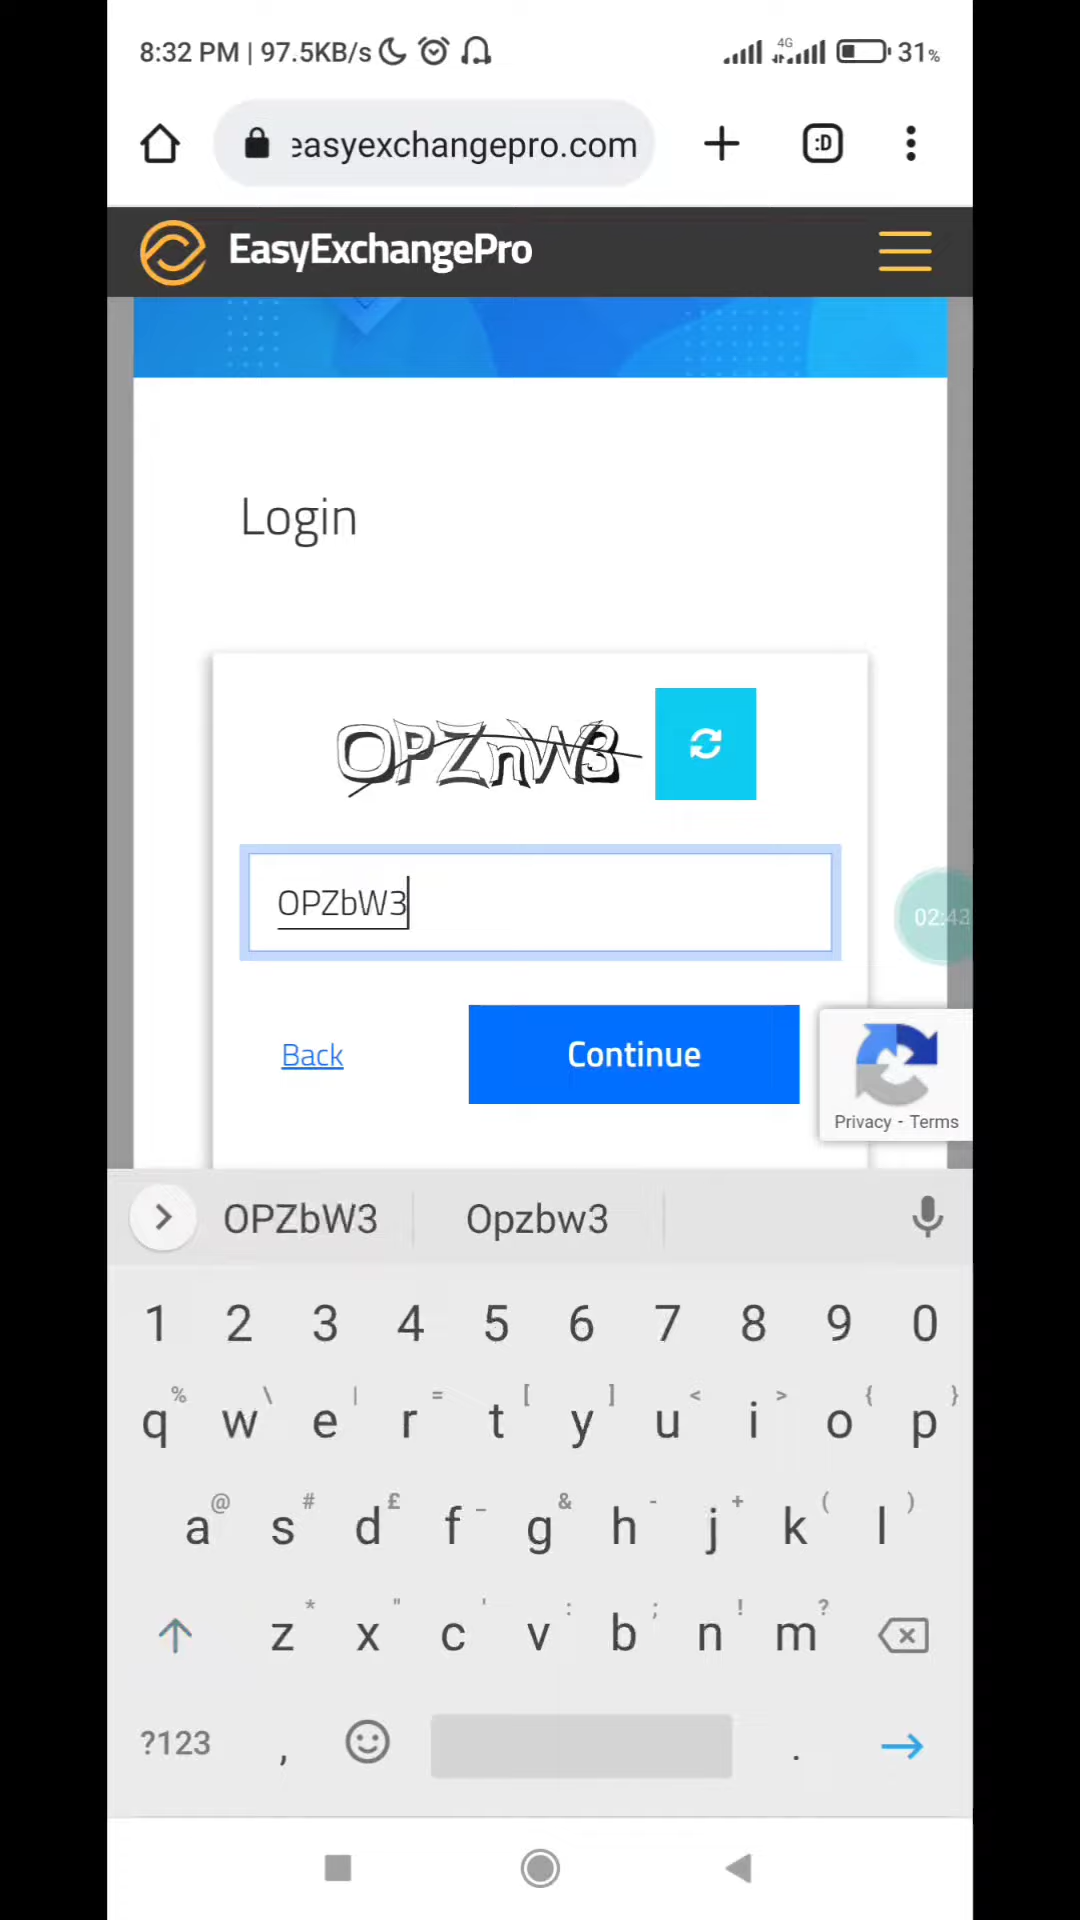 8:32 PM | 97.5KB/s 4G 31%
easyexchangepro.com :D
EasyExchangePro
Login
OPZnW3
OPZbW3
02:42
Back Continue
Privacy - Terms
OPZbW3 Opzbw3
1 2 3 4 5 6 7 8 9 0
% \ | = [ ] < > { }
q w e r t y u i o p
@ # £ _ & - + ( )
a s d f g h j k l
* " ' : ; ! ?
z x c v b n m
?123 , .